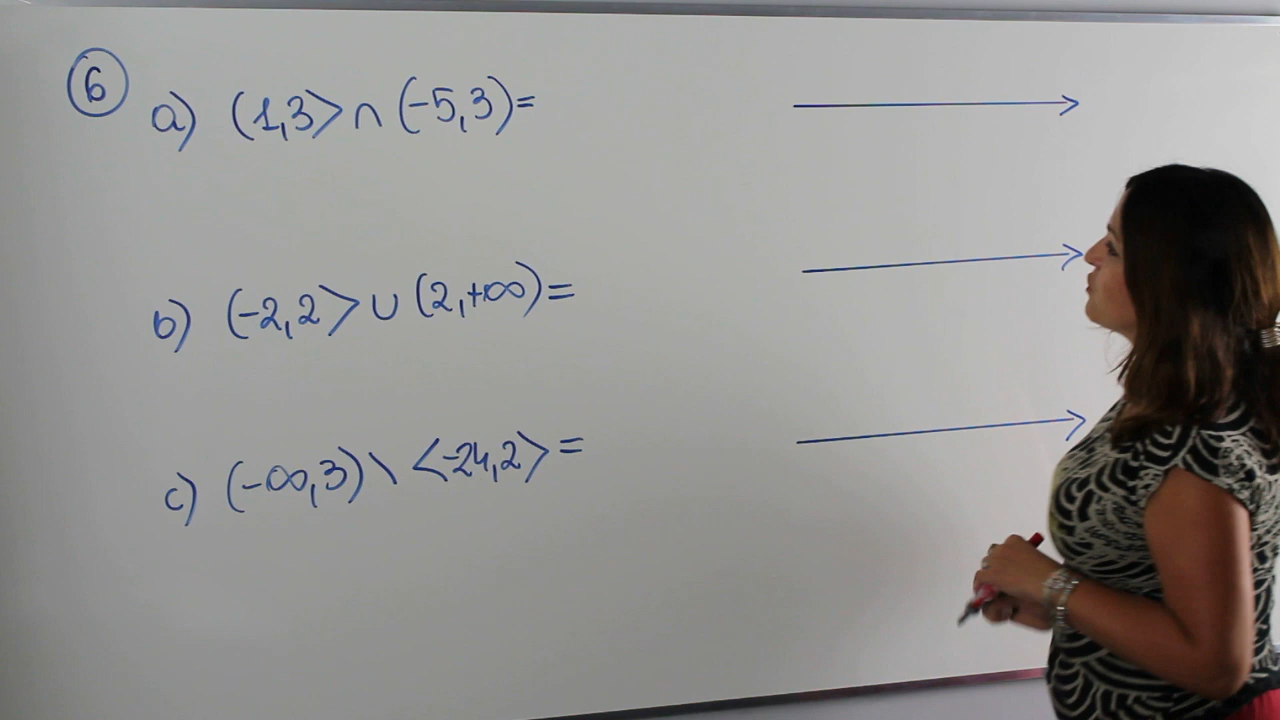 6
a) (1,3> ∩ (-5,3)=
b) (-2,2> ∪ (2,+∞)=
c) (-∞,3) \ <-24,2> =